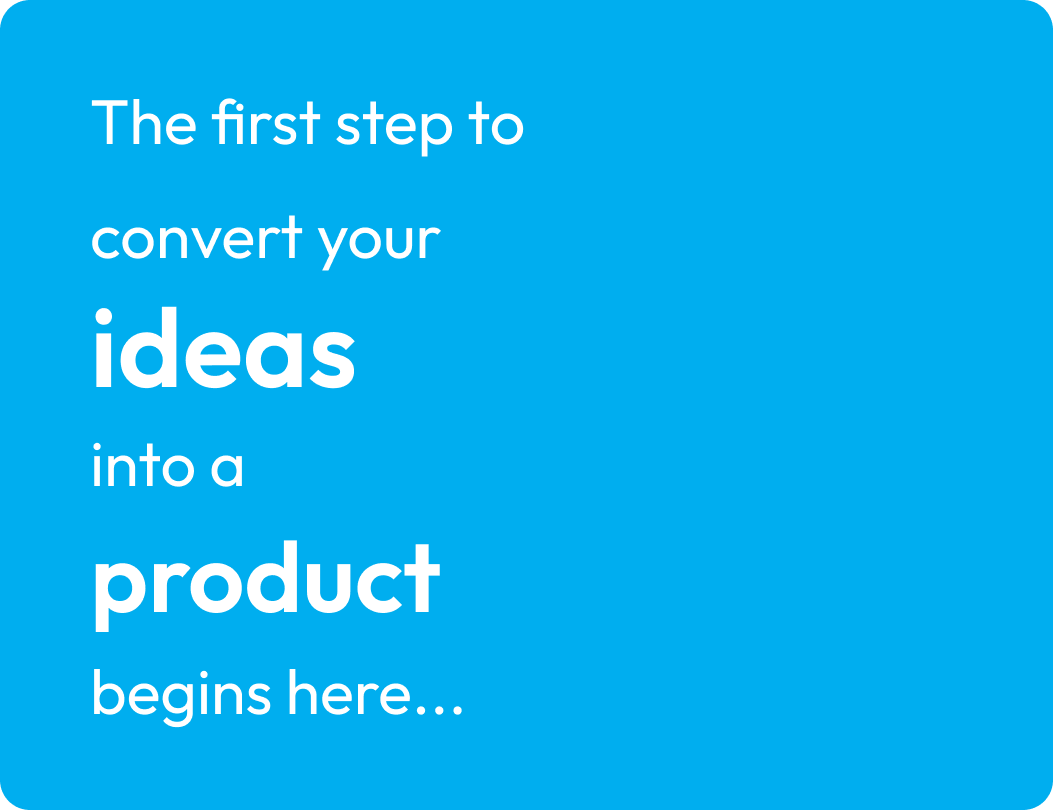 The first step to
convert your
ideas
into a
product
begins here...